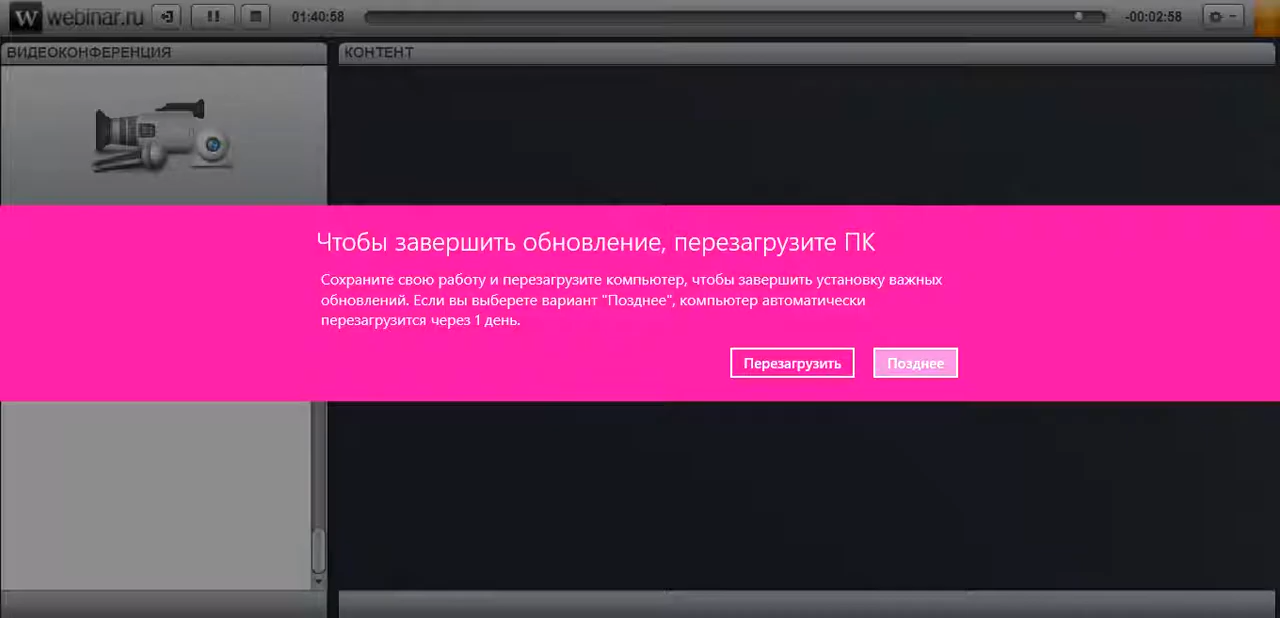 W webinar.ru 01:40:58 -00:02:58
ВИДЕОКОНФЕРЕНЦИЯ КОНТЕНТ
Чтобы завершить обновление, перезагрузите ПК
Сохраните свою работу и перезагрузите компьютер, чтобы завершить установку важных
обновлений. Если вы выберете вариант "Позднее", компьютер автоматически
перезагрузится через 1 день.
Перезагрузить Позднее